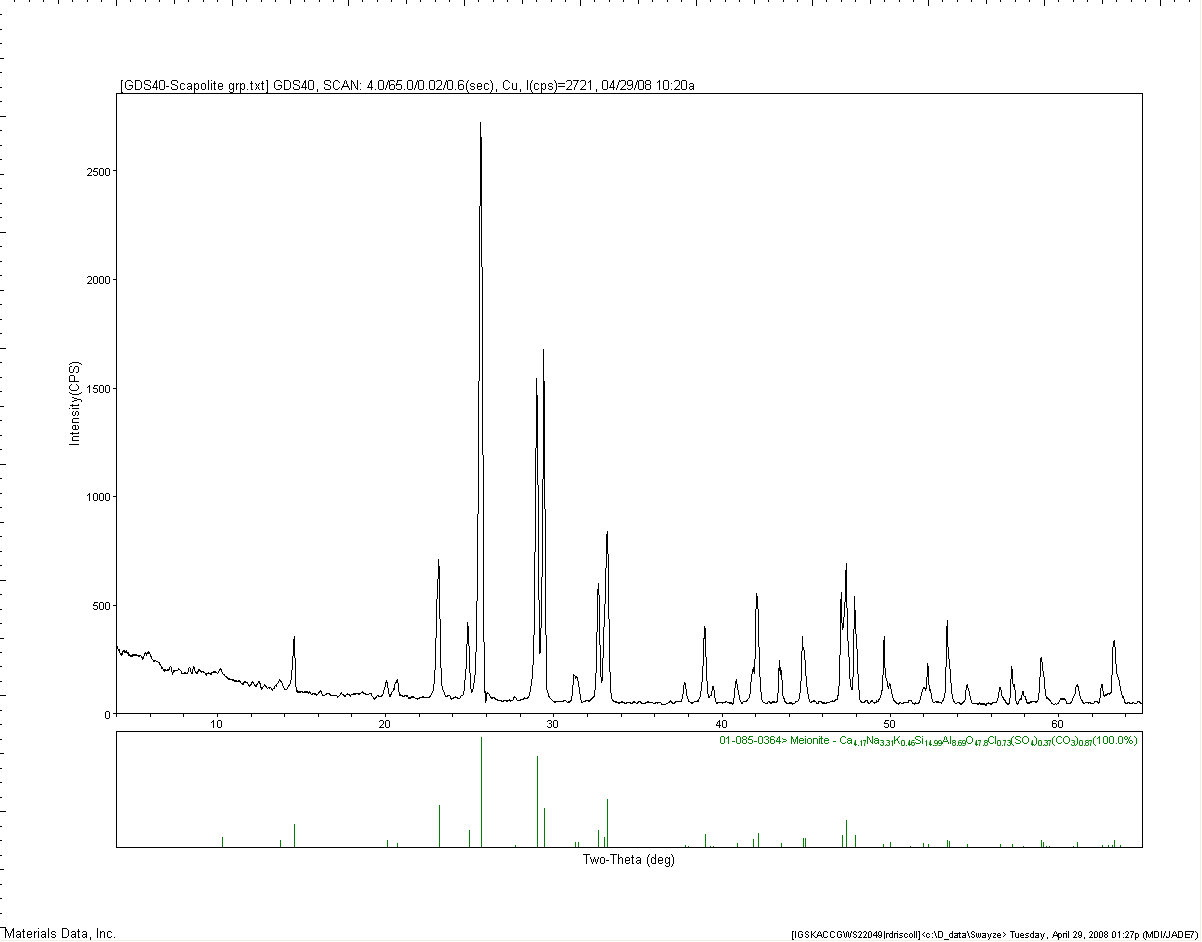 [GDS40-Scapolite grp.txt] GDS40, SCAN: 4.0/65.0/0.02/0.6(sec), Cu, I(cps)=2721, 04/29/08 10:20a
2500
2000
1500
1000
500
0
Intensity(CPS)
10 20 30 40 50 60
01-085-0364> Meionite - Ca4.17Na3.31K0.46Si14.99Al8.69O47.8Cl0.73(SO4)0.37(CO3)0.87(100.0%)
Two-Theta (deg)
Materials Data, Inc.
[IGSKACCGWS22049|rdriscoll]<c:\D_data\Swayze> Tuesday, April 29, 2008 01:27p (MDI/JADE7)